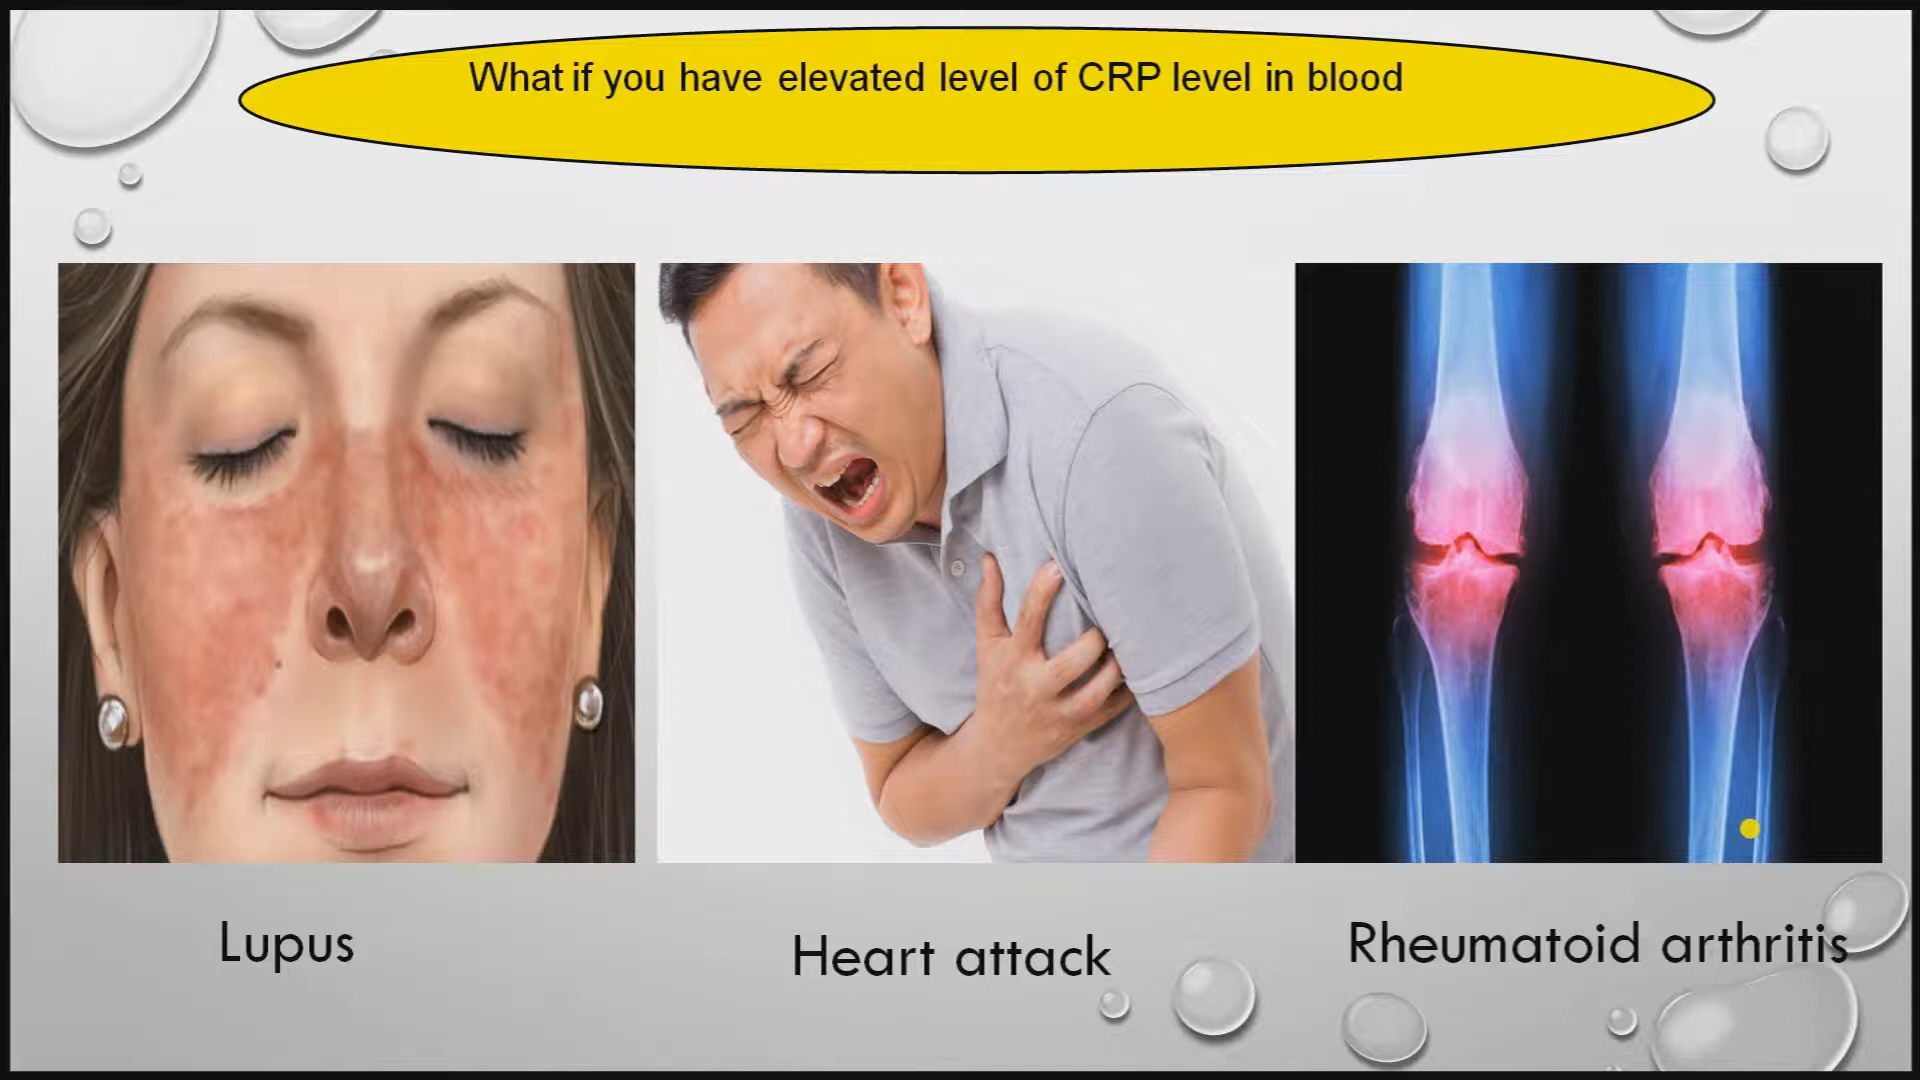 What if you have elevated level of CRP level in blood
Lupus
Heart attack
Rheumatoid arthritis